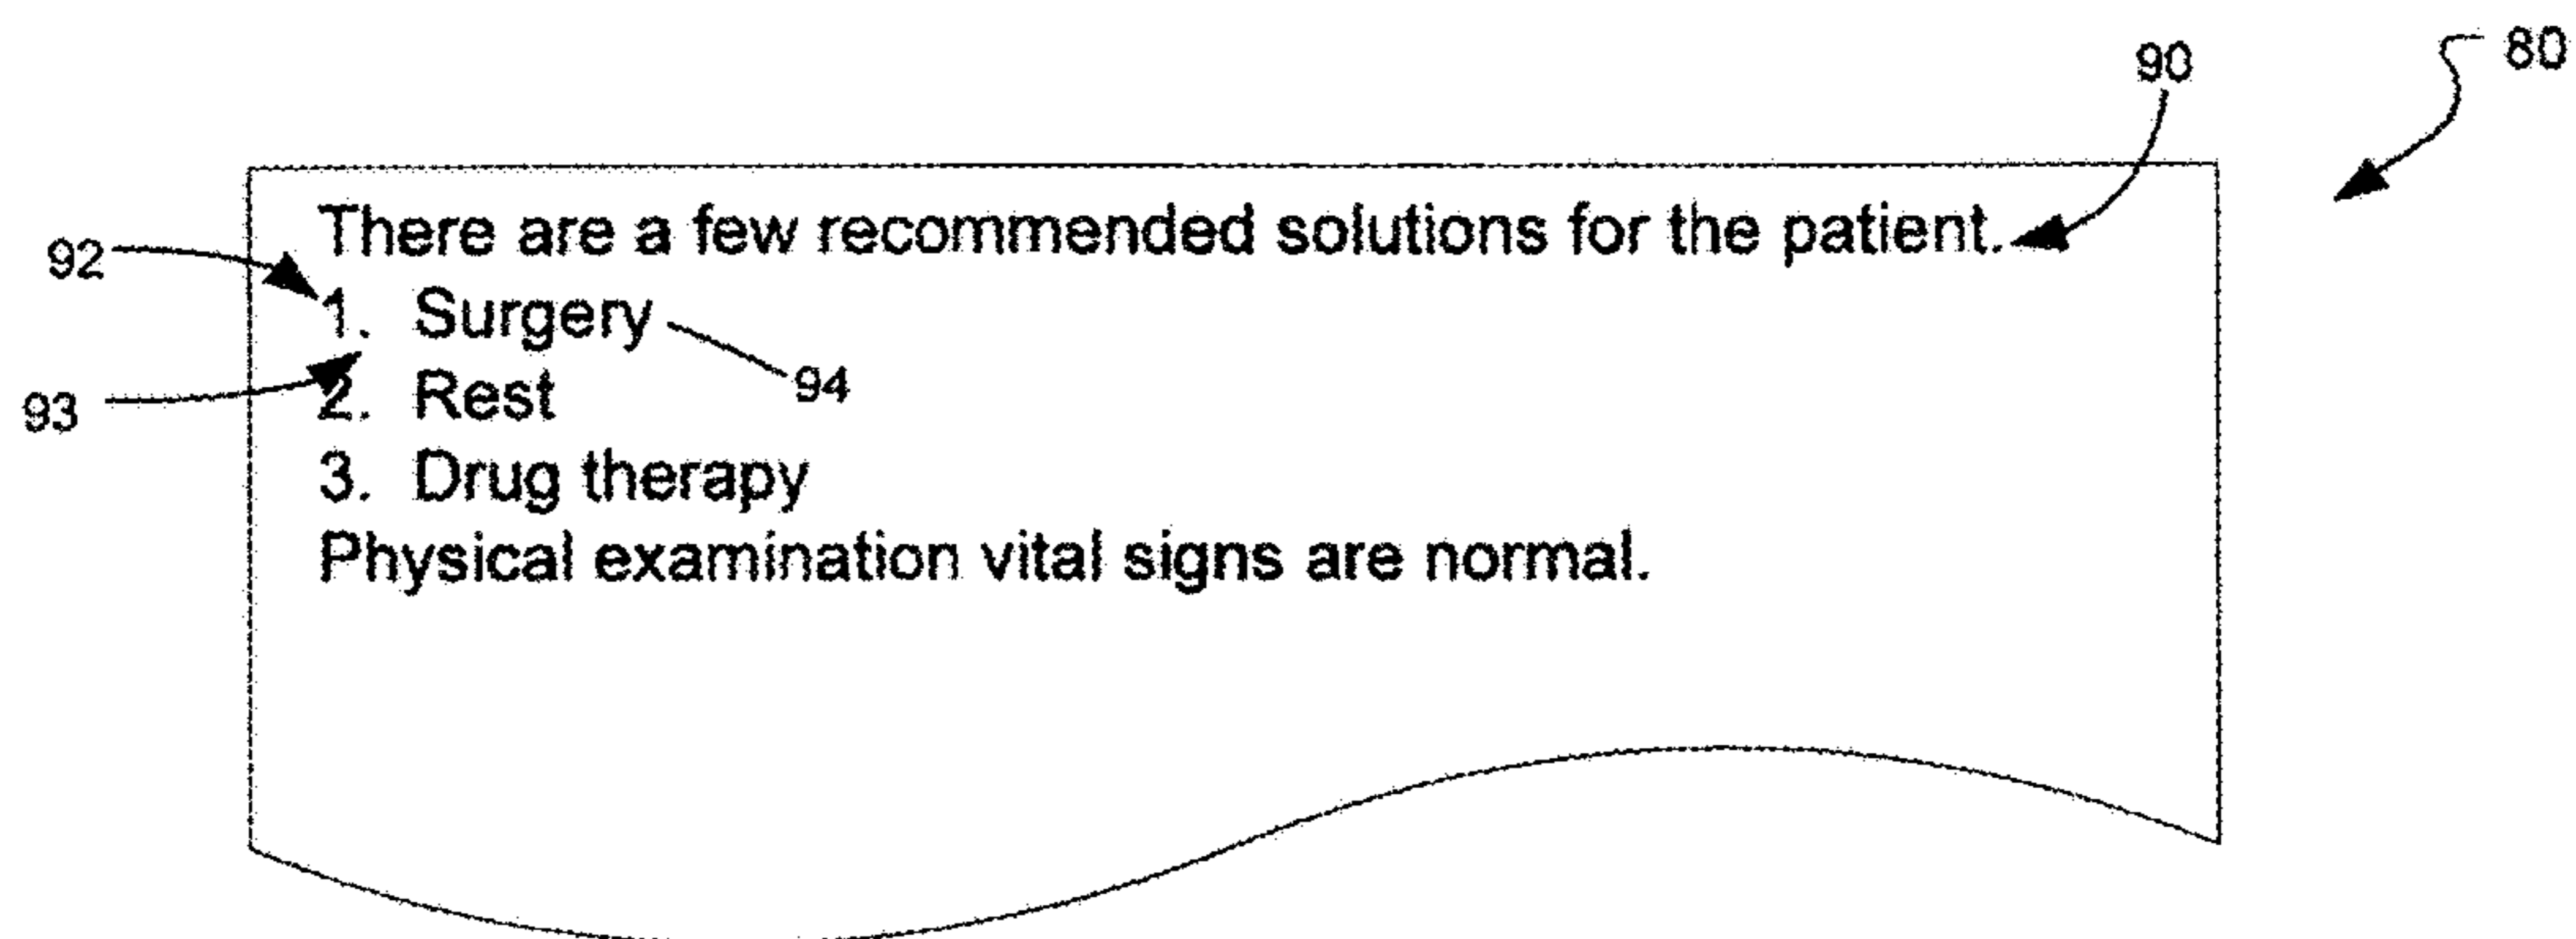 80
90
There are a few recommended solutions for the patient.
92
1. Surgery
94
93
2. Rest
3. Drug therapy
Physical examination vital signs are normal.